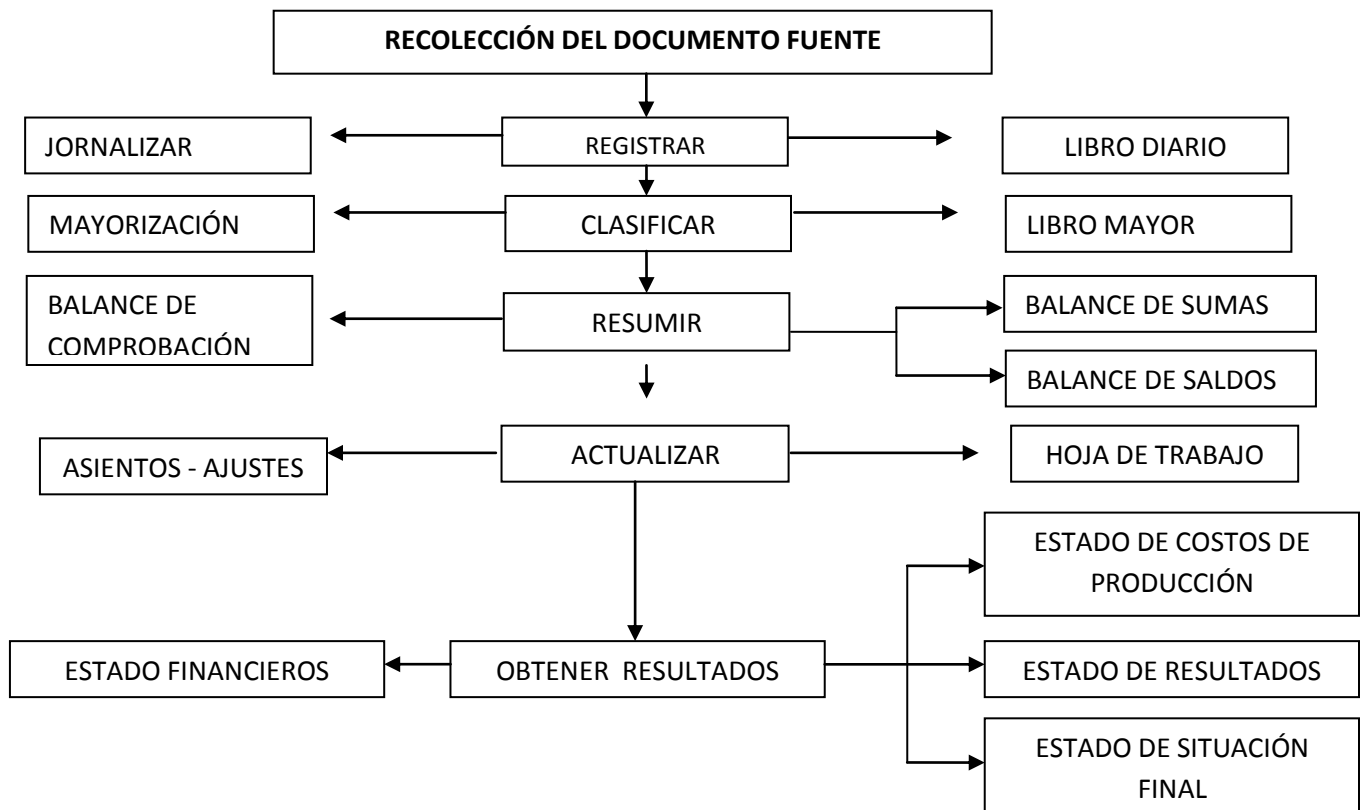 RECOLECCIÓN DEL DOCUMENTO FUENTE
JORNALIZAR
REGISTRAR
LIBRO DIARIO
MAYORIZACIÓN
CLASIFICAR
LIBRO MAYOR
BALANCE DE
COMPROBACIÓN
RESUMIR
BALANCE DE SUMAS
BALANCE DE SALDOS
ASIENTOS - AJUSTES
ACTUALIZAR
HOJA DE TRABAJO
ESTADO DE COSTOS DE
PRODUCCIÓN
ESTADO FINANCIEROS
OBTENER RESULTADOS
ESTADO DE RESULTADOS
ESTADO DE SITUACIÓN
FINAL